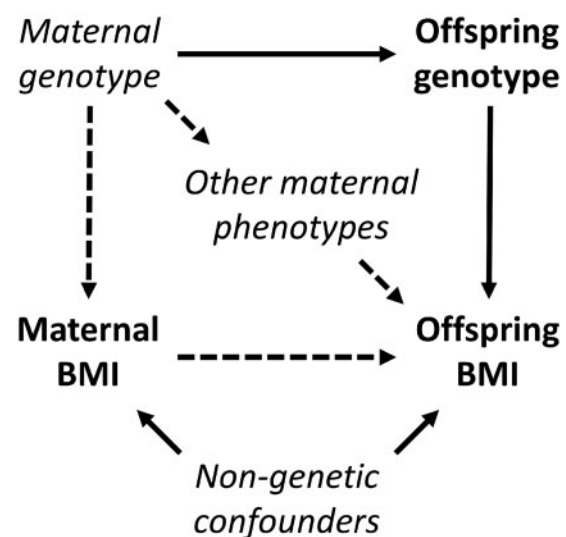 Maternal
genotype
Offspring
genotype
Other maternal
phenotypes
Maternal
BMI
Offspring
BMI
Non-genetic
confounders